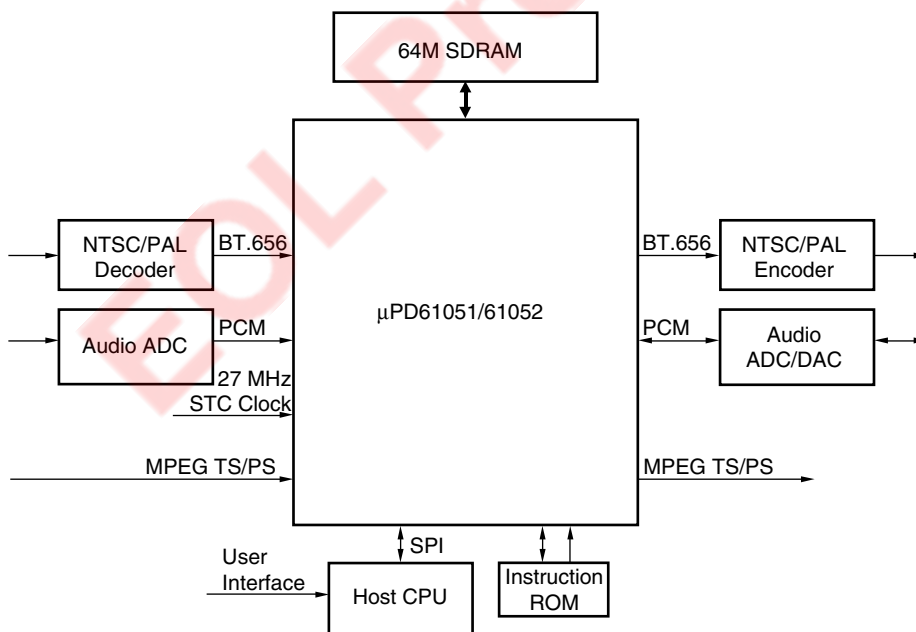 64M SDRAM
NTSC/PAL
Decoder
BT.656
BT.656
NTSC/PAL
Encoder
µPD61051/61052
Audio ADC
PCM
PCM
Audio
ADC/DAC
27 MHz
STC Clock
MPEG TS/PS
MPEG TS/PS
SPI
User
Interface
Host CPU
Instruction
ROM
EOL Pro